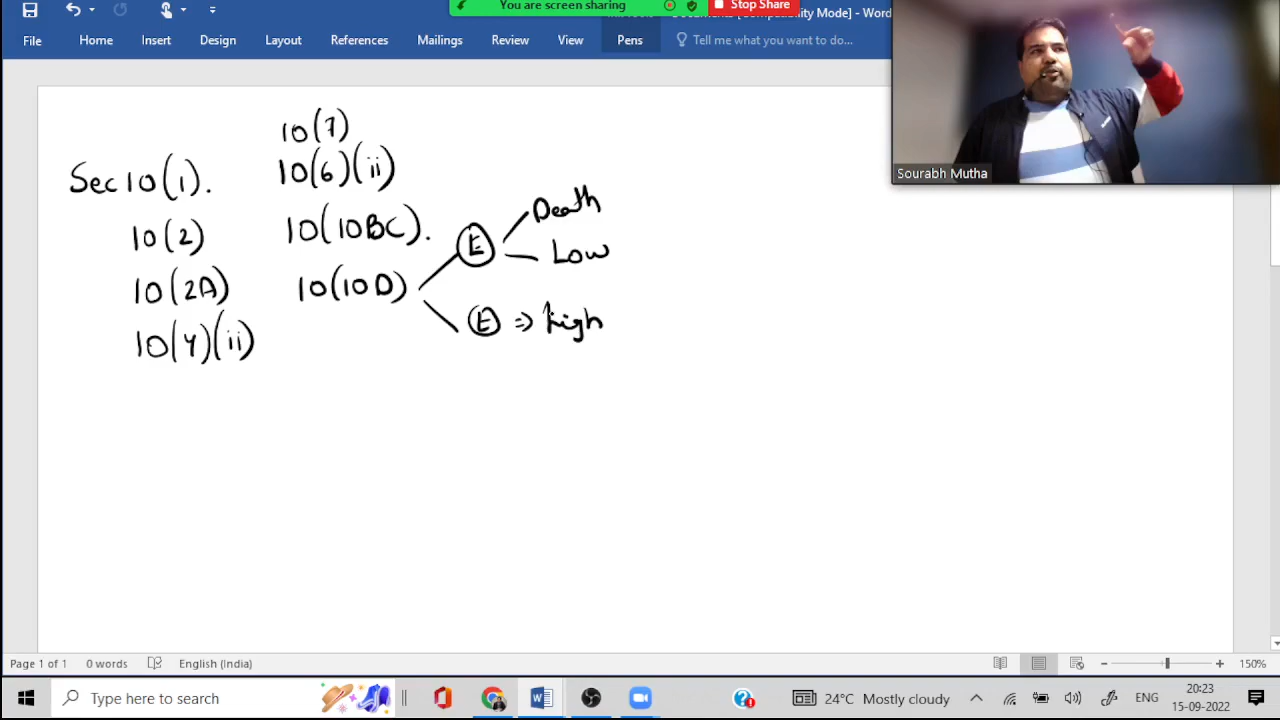 You are screen sharing
Stop Share
[Compatibility Mode] - Word
File Home Insert Design Layout References Mailings Review View Pens Tell me what you want to do...
Sourabh Mutha
10(7)
Sec 10(1). 10(6)(ii)
Death
10(2) 10(10BC). E
Low
10(2A) 10(10D)
E ⇒ high
10(4)(ii)
Page 1 of 1 0 words English (India) 150%
Type here to search 24°C Mostly cloudy ENG 20:23
15-09-2022